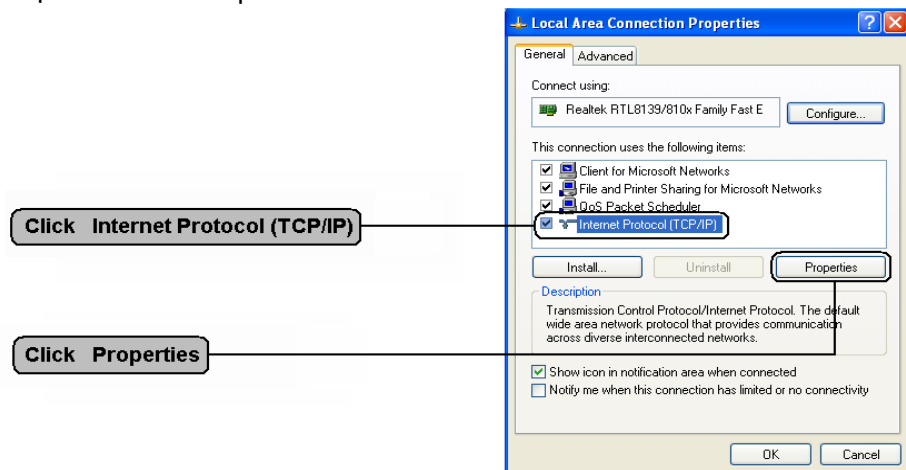 Local Area Connection Properties
General Advanced
Connect using:
Realtek RTL8139/810x Family Fast E
Configure...
This connection uses the following items:
Client for Microsoft Networks
File and Printer Sharing for Microsoft Networks
QoS Packet Scheduler
Click Internet Protocol (TCP/IP)
Internet Protocol (TCP/IP)
Install... Uninstall Properties
Description
Transmission Control Protocol/Internet Protocol. The default
wide area network protocol that provides communication
across diverse interconnected networks.
Click Properties
Show icon in notification area when connected
Notify me when this connection has limited or no connectivity
OK Cancel